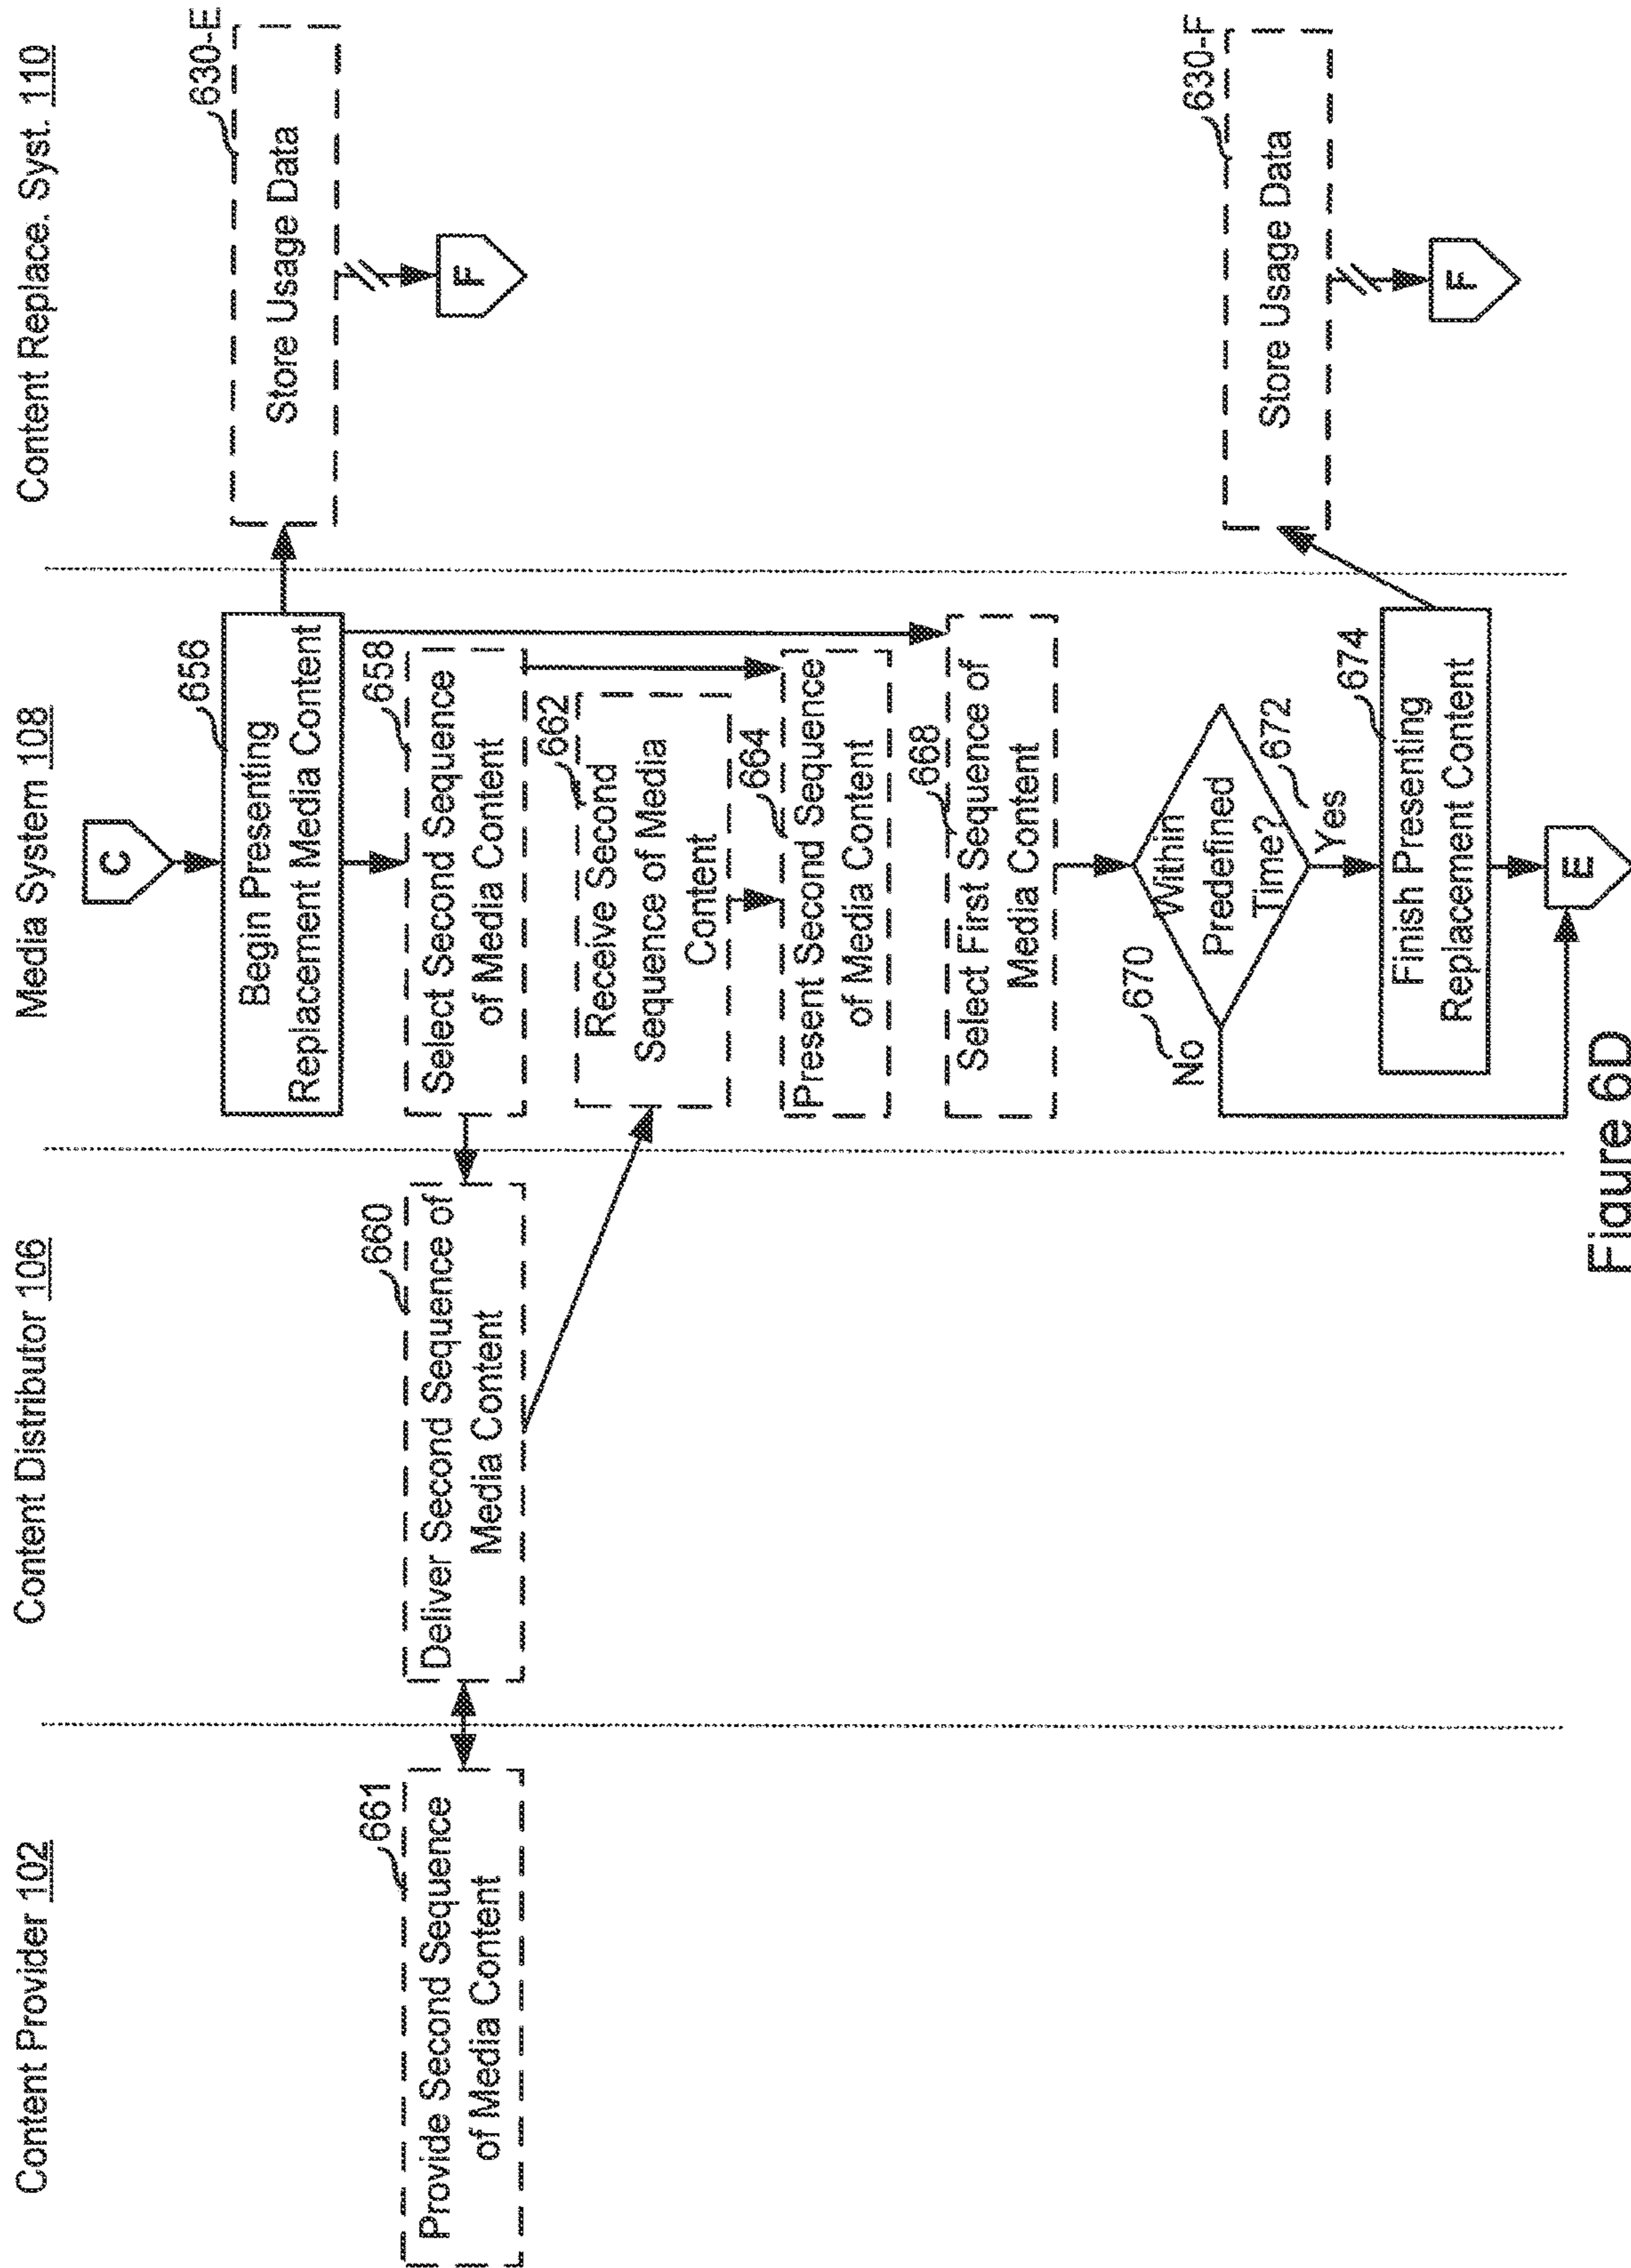 Content Provider 102
Content Distributor 106
Media System 108
Content Replace. Syst. 110
C
656
Begin Presenting
Replacement Media Content
630-E
Store Usage Data
F
661
Provide Second Sequence
of Media Content
660
Deliver Second Sequence of
Media Content
658
Select Second Sequence
of Media Content
662
Receive Second
Sequence of Media
Content
664
Present Second Sequence
of Media Content
668
Select First Sequence of
Media Content
Within
Predefined
Time?
670
No
672
Yes
674
Finish Presenting
Replacement Content
630-F
Store Usage Data
F
E
Figure 6D